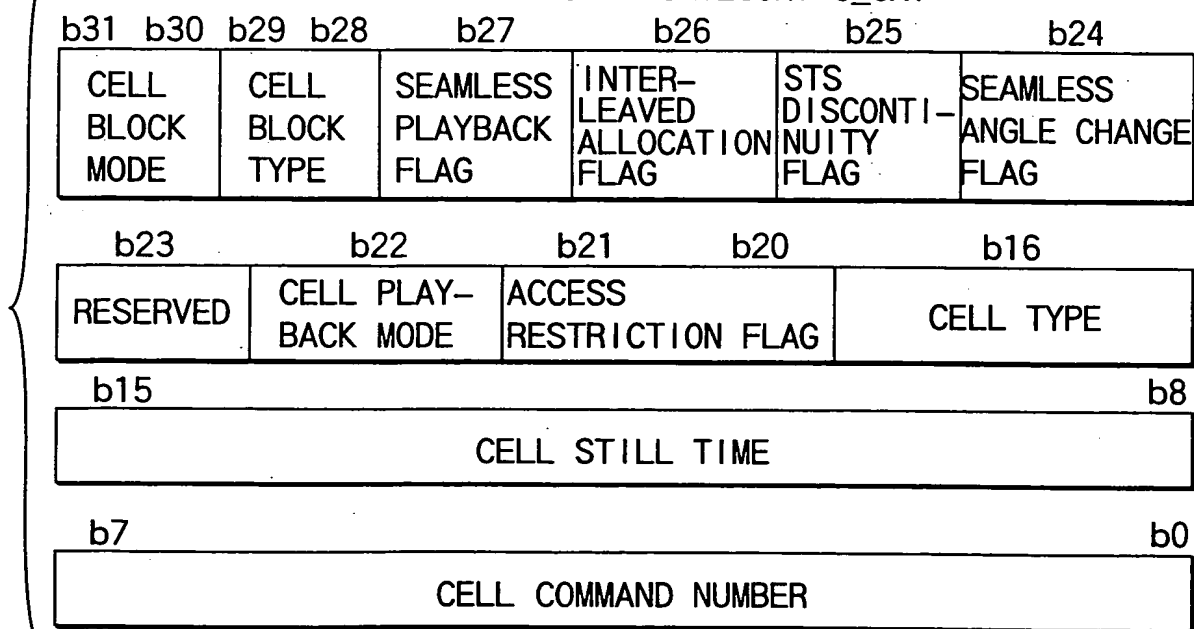 b31 b30 b29 b28 b27 b26 b25 b24
CELL BLOCK MODE
CELL BLOCK TYPE
SEAMLESS PLAYBACK FLAG
INTER-
LEAVED
ALLOCATION
FLAG
STS
DISCONTI-
NUITY
FLAG
SEAMLESS
ANGLE CHANGE
FLAG
b23 b22 b21 b20 b16
RESERVED
CELL PLAY-
BACK MODE
ACCESS
RESTRICTION FLAG
CELL TYPE
b15 b8
CELL STILL TIME
b7 b0
CELL COMMAND NUMBER